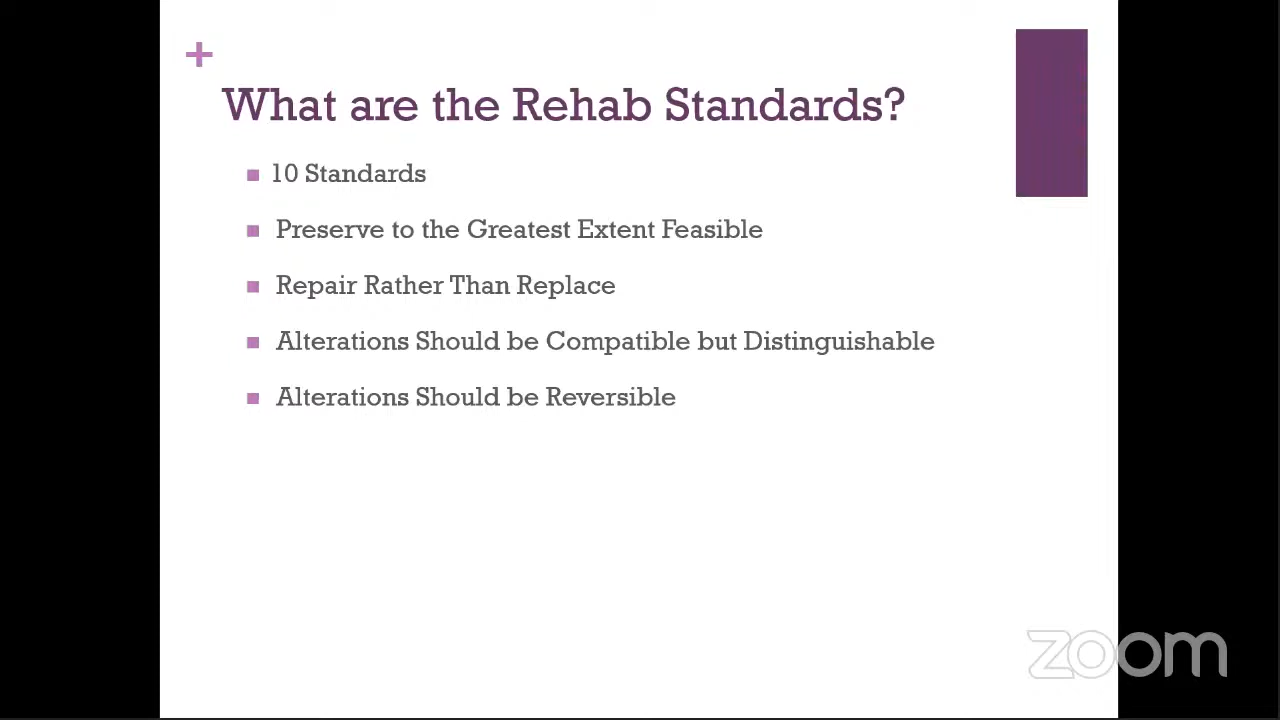 +
What are the Rehab Standards?
10 Standards
Preserve to the Greatest Extent Feasible
Repair Rather Than Replace
Alterations Should be Compatible but Distinguishable
Alterations Should be Reversible
zoom